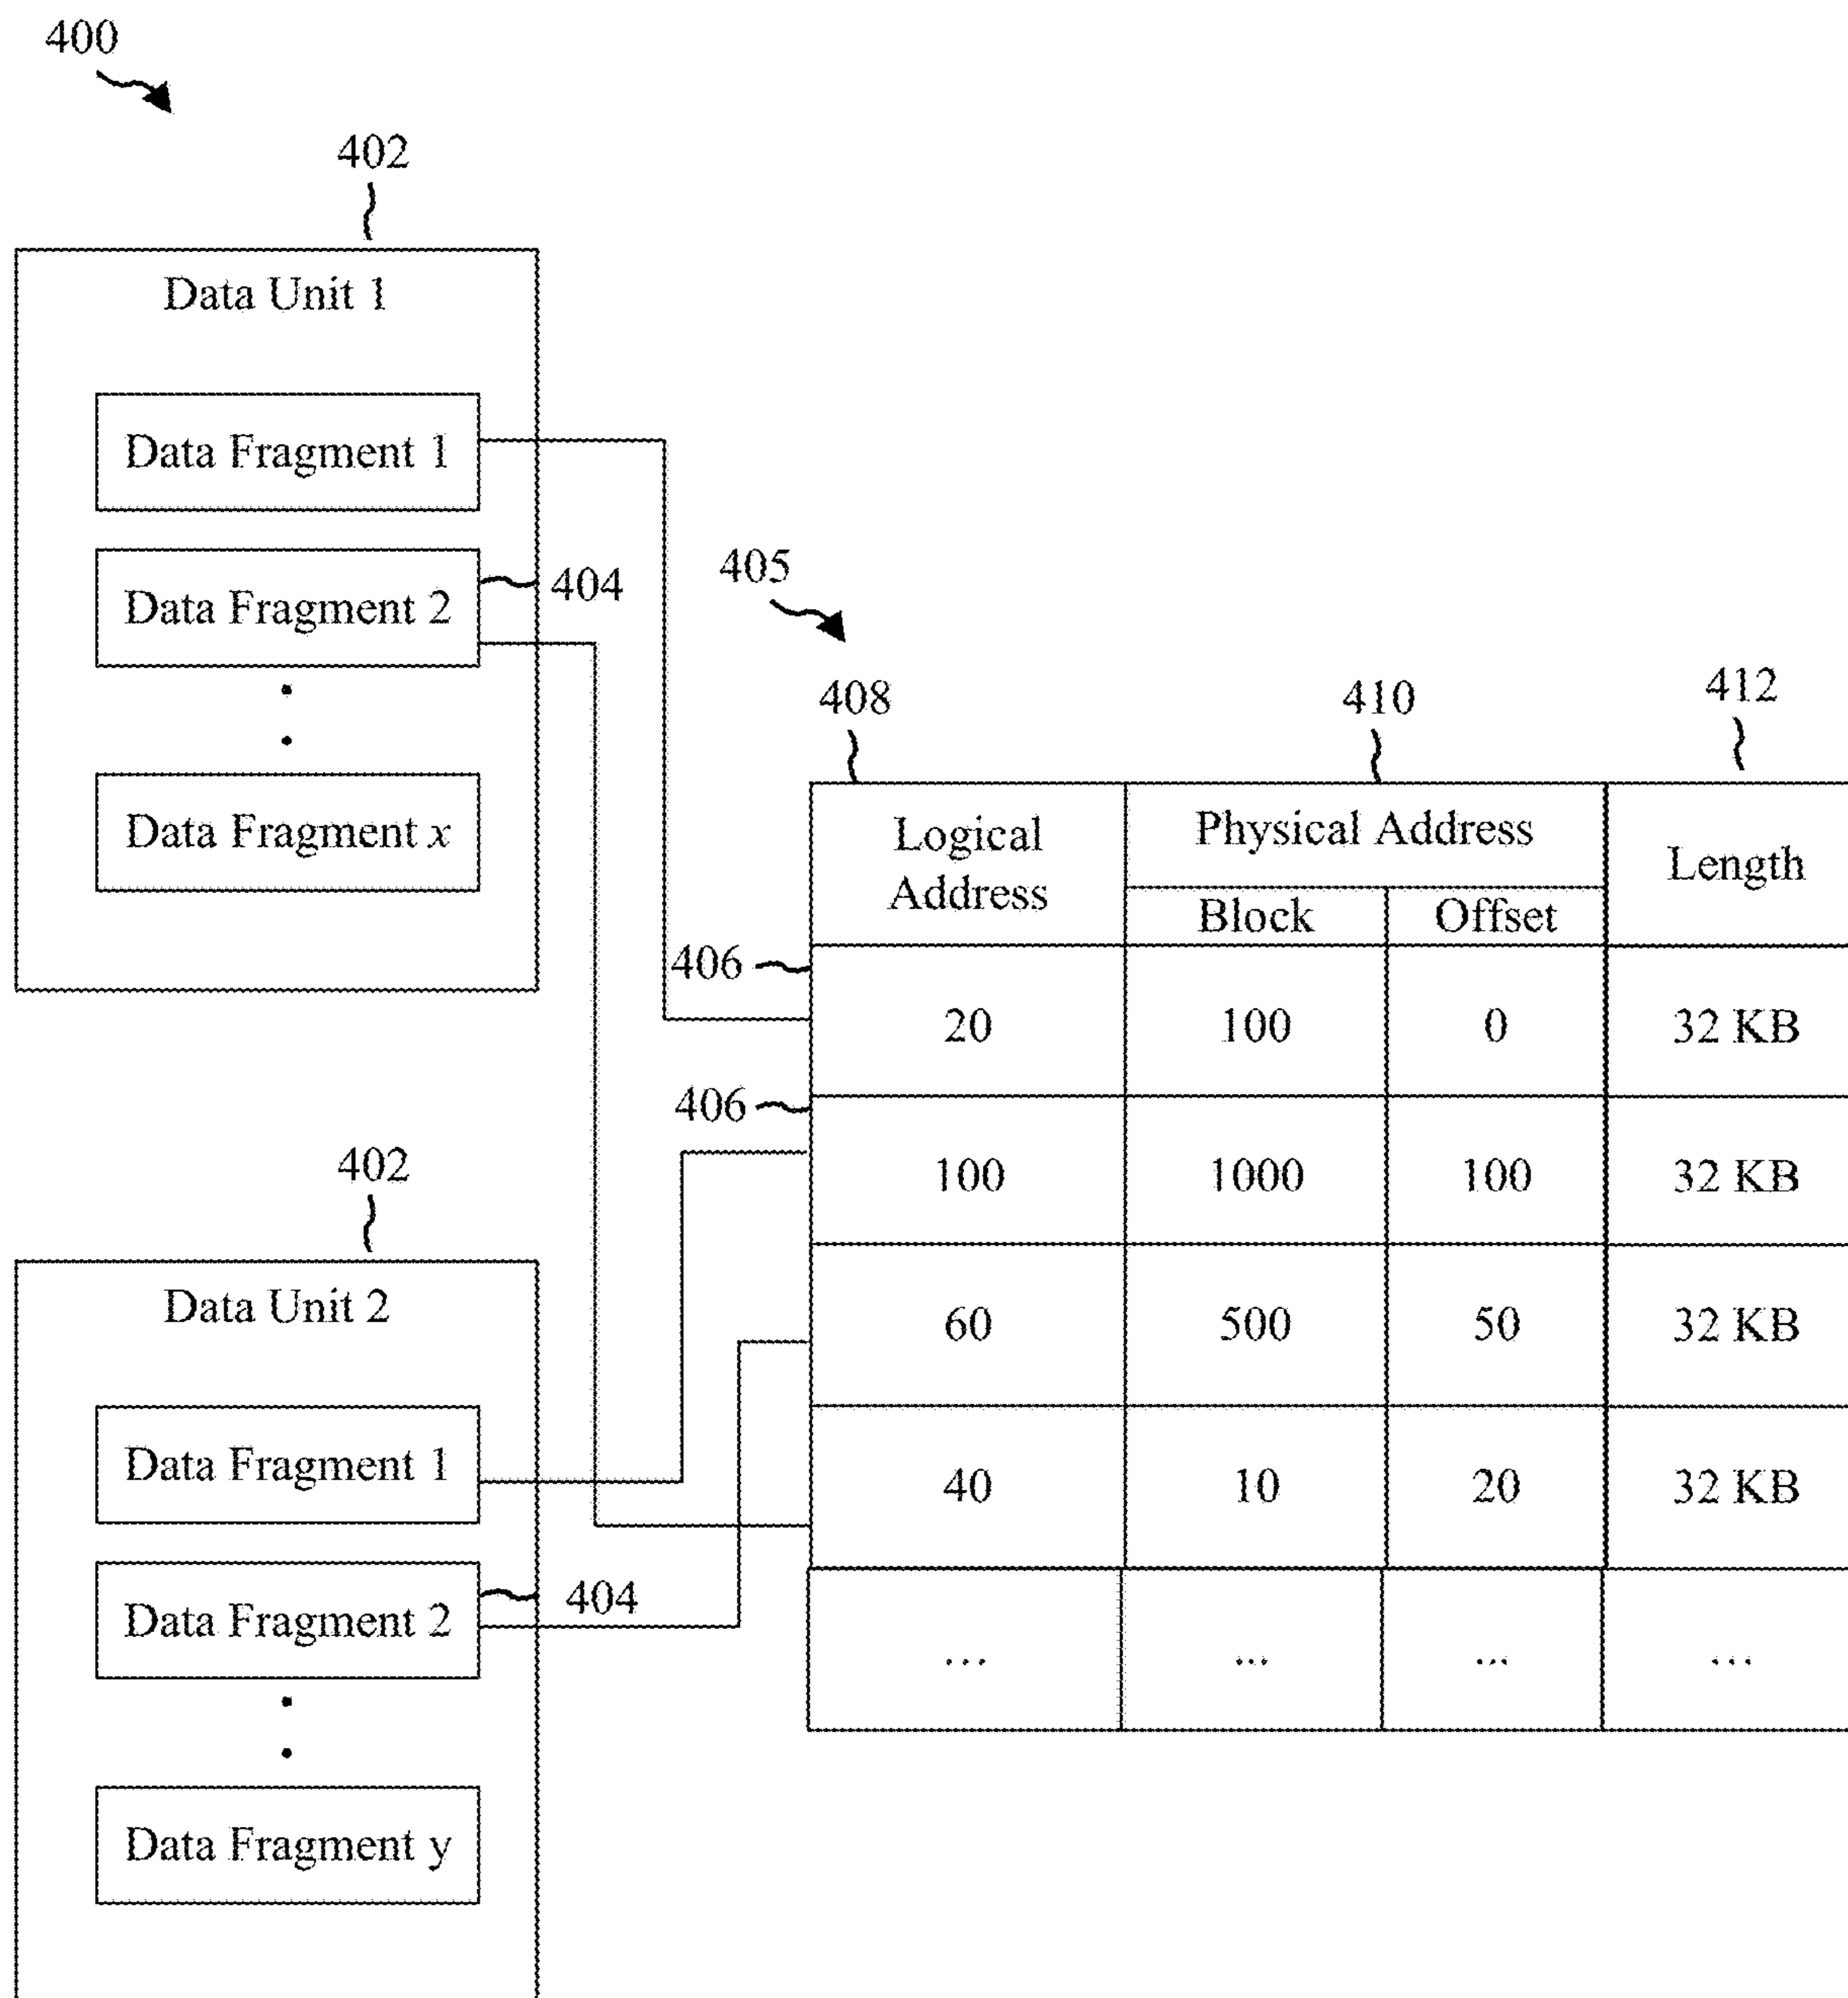 400
402
Data Unit 1
Data Fragment 1
Data Fragment 2
404
Data Fragment x
405
408
410
412
Logical
Address
Physical Address
Length
Block
Offset
406
20
100
0
32 KB
406
100
1000
100
32 KB
60
500
50
32 KB
40
10
20
32 KB
...
...
...
...
402
Data Unit 2
Data Fragment 1
Data Fragment 2
404
Data Fragment y